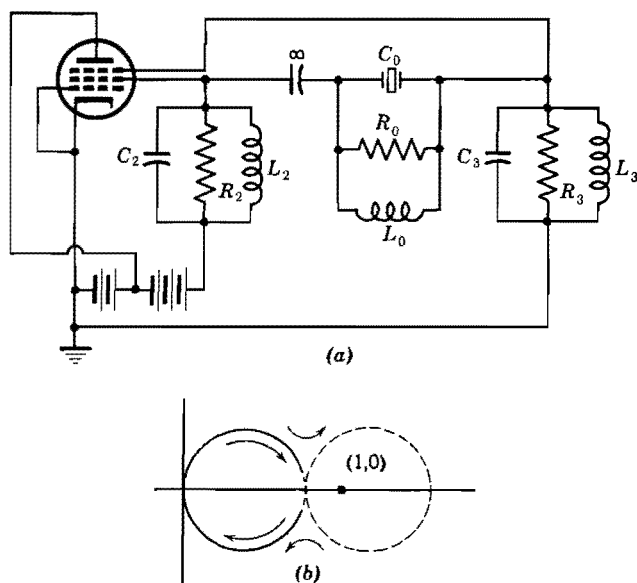 ∞
C₀
R₀
L₀
C₂
R₂
L₂
C₃
R₃
L₃
(a)
(1,0)
(b)